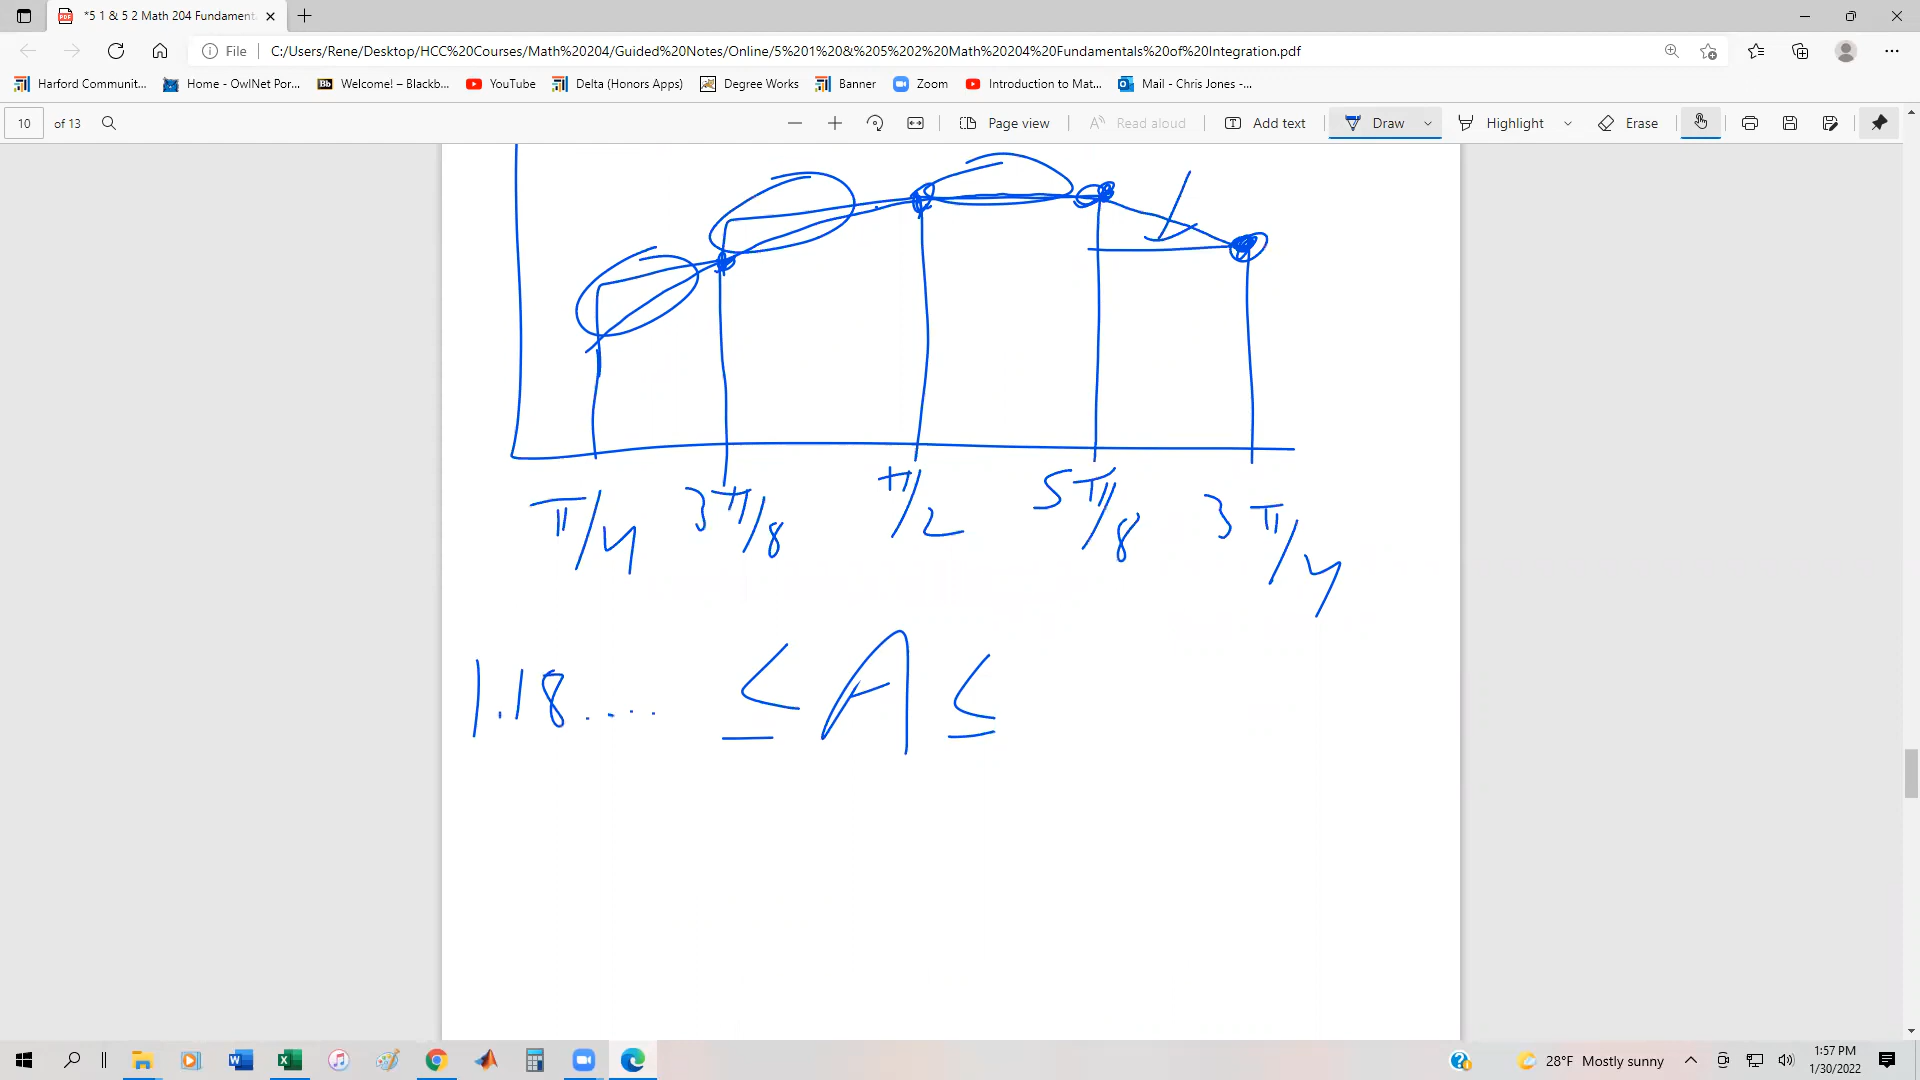 *5 1 & 5 2 Math 204 Fundament
File C:/Users/Rene/Desktop/HCC%20Courses/Math%20204/Guided%20Notes/Online/5%201%20&%205%202%20Math%20204%20Fundamentals%20of%20Integration.pdf
Harford Communit... Home - OwlNet Por... Bb Welcome! – Blackb... YouTube Delta (Honors Apps) Degree Works Banner Zoom Introduction to Mat... Mail - Chris Jones -...
10 of 13 Page view Read aloud Add text Draw Highlight Erase
π/4 3π/8 π/2 5π/8 3π/4
1.18.... ≤ A ≤
28°F Mostly sunny 1:57 PM
1/30/2022